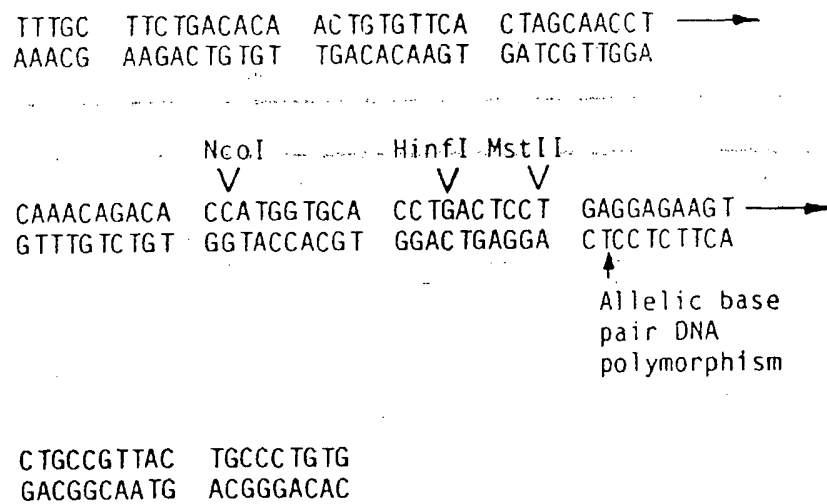 TTTGC TTCTGACACA ACTGTGTTCA CTAGCAACCT
AAACG AAGACTGTGT TGACACAAGT GATCGTTGGA
NcoI HinfI MstII
CAAACAGACA CCATGGTGCA CCTGACTCCT GAGGAGAAGT
GTTTGTCTGT GGTACCACGT GGACTGAGGA CTCCTCTTCA
Allelic base
pair DNA
polymorphism
CTGCCGTTAC TGCCCTGTG
GACGGCAATG ACGGGACAC